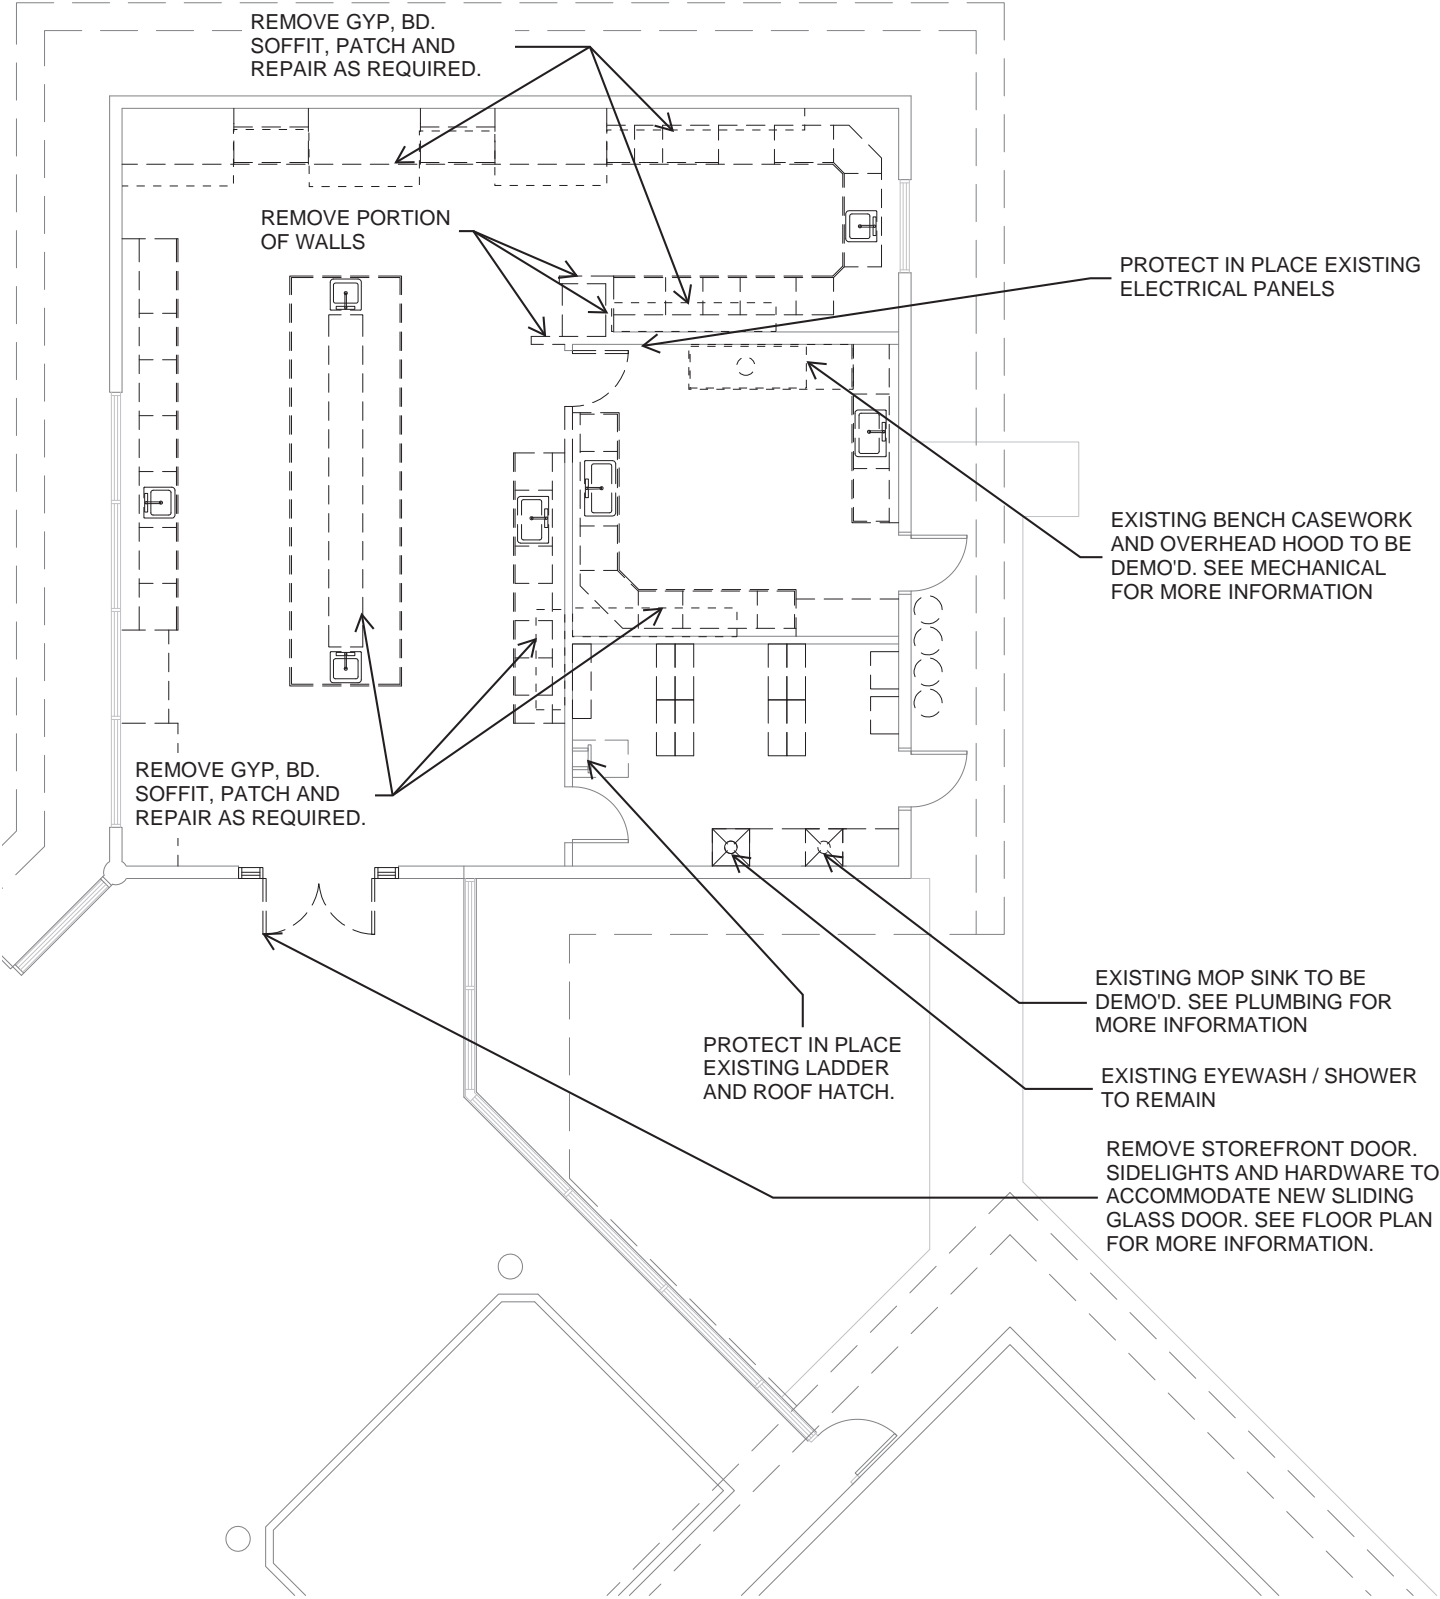 REMOVE GYP, BD.
SOFFIT, PATCH AND
REPAIR AS REQUIRED.
REMOVE PORTION
OF WALLS
PROTECT IN PLACE EXISTING
ELECTRICAL PANELS
EXISTING BENCH CASEWORK
AND OVERHEAD HOOD TO BE
DEMO'D. SEE MECHANICAL
FOR MORE INFORMATION
REMOVE GYP, BD.
SOFFIT, PATCH AND
REPAIR AS REQUIRED.
EXISTING MOP SINK TO BE
DEMO'D. SEE PLUMBING FOR
MORE INFORMATION
PROTECT IN PLACE
EXISTING LADDER
AND ROOF HATCH.
EXISTING EYEWASH / SHOWER
TO REMAIN
REMOVE STOREFRONT DOOR.
SIDELIGHTS AND HARDWARE TO
ACCOMMODATE NEW SLIDING
GLASS DOOR. SEE FLOOR PLAN
FOR MORE INFORMATION.